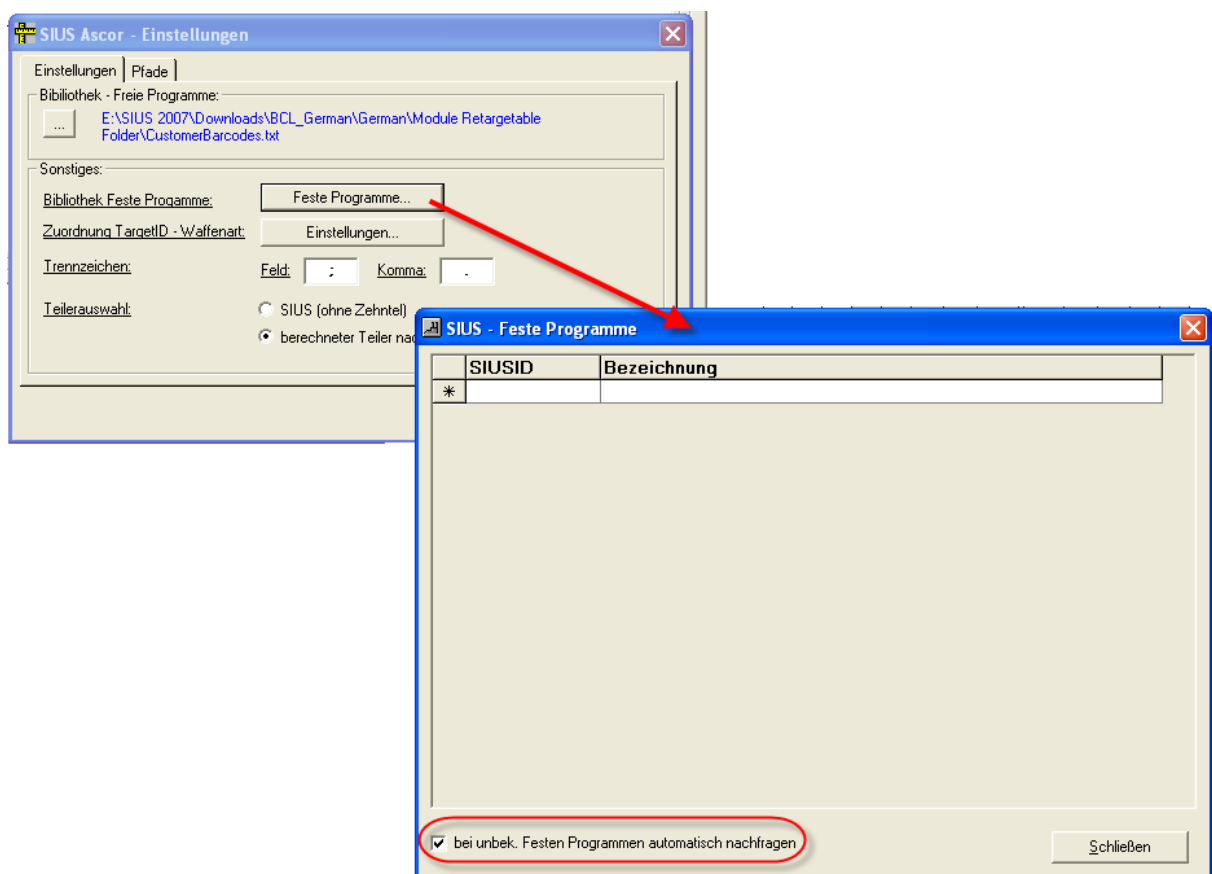 SIUS Ascor - Einstellungen
Einstellungen Pfade
Bibiliothek - Freie Programme:
... E:\SIUS 2007\Downloads\BCL_German\German\Module Retargetable
Folder\CustomerBarcodes.txt
Sonstiges:
Bibliothek Feste Progamme: Feste Programme...
Zuordnung TargetID - Waffenart: Einstellungen...
Trennzeichen: Feld: ; Komma: .
Teilerauswahl: SIUS (ohne Zehntel)
berechneter Teiler
SIUS - Feste Programme
SIUSID Bezeichnung
*
bei unbek. Festen Programmen automatisch nachfragen Schließen